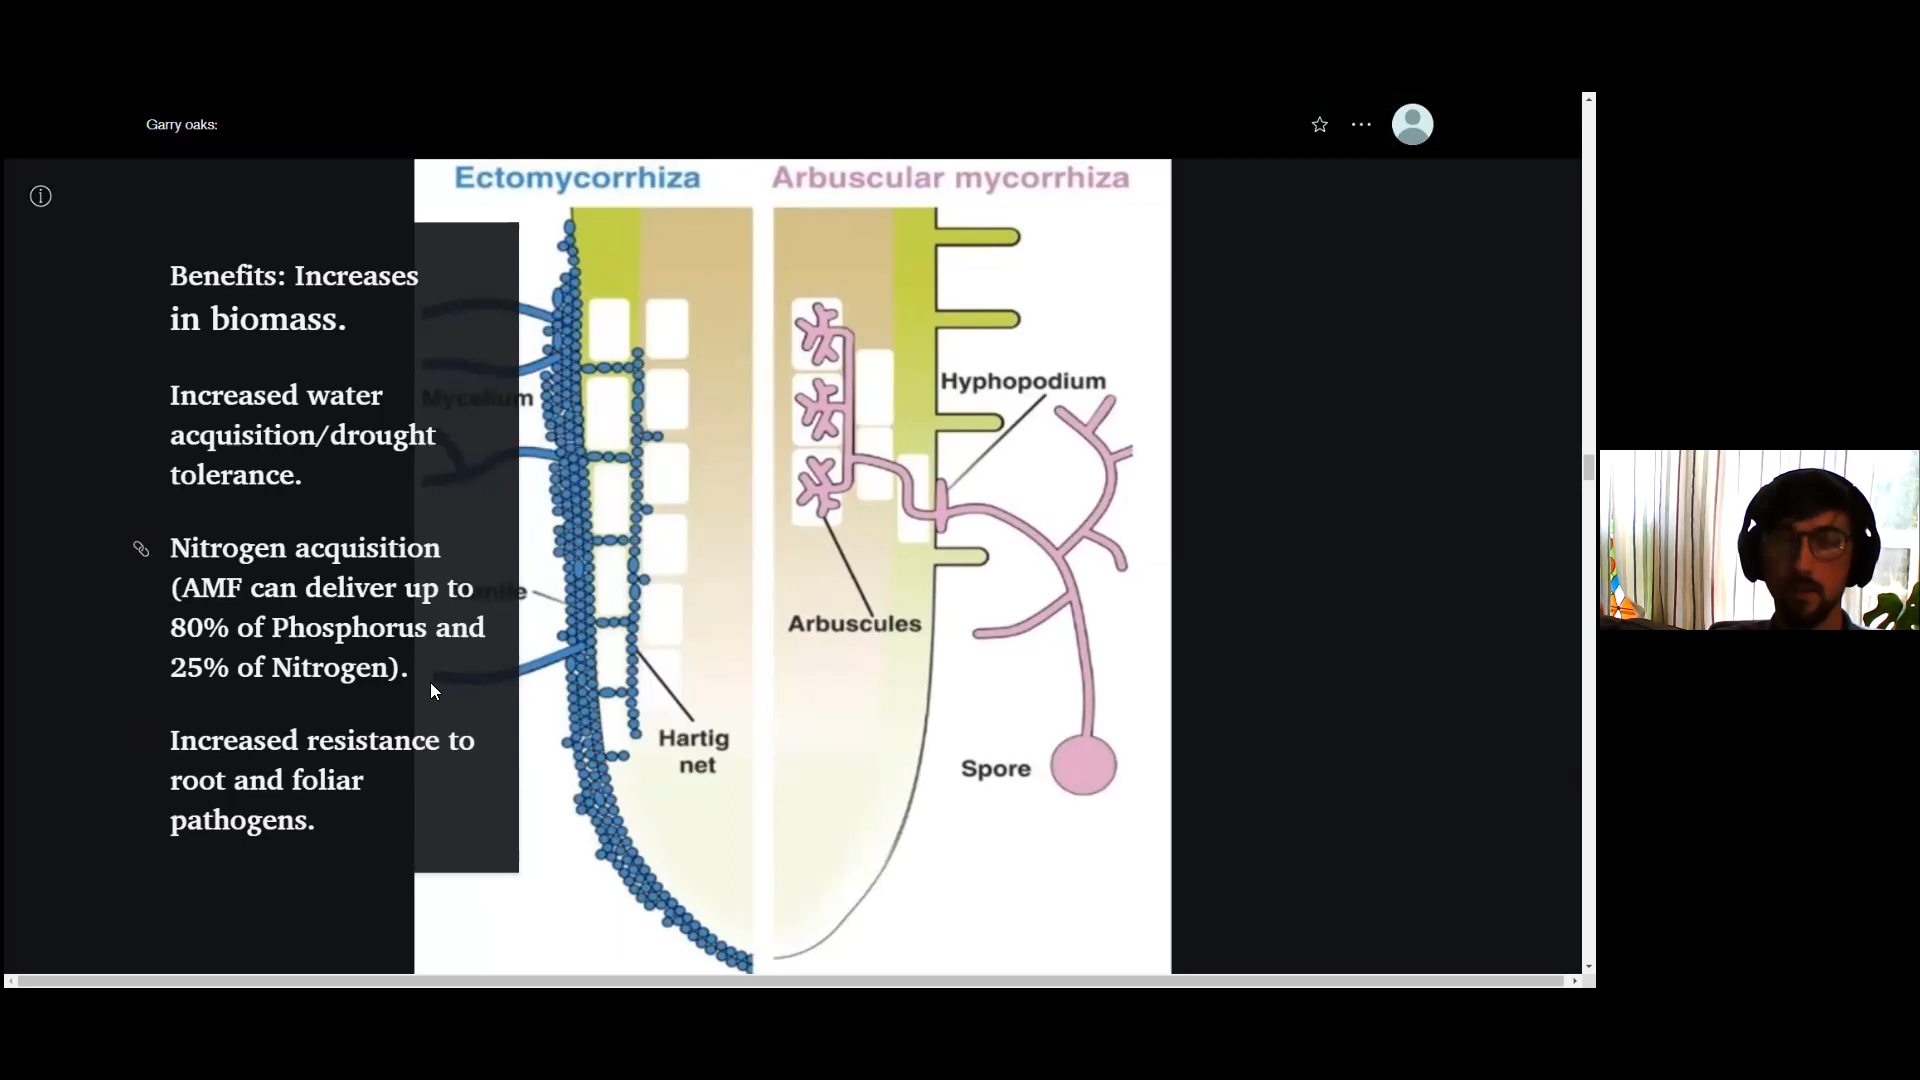 Garry oaks:
Ectomycorrhiza
Arbuscular mycorrhiza
Benefits: Increases
in biomass.
Increased water
acquisition/drought
tolerance.
Nitrogen acquisition
(AMF can deliver up to
80% of Phosphorus and
25% of Nitrogen).
Increased resistance to
root and foliar
pathogens.
Mycelium
Hartig
net
Hyphopodium
Arbuscules
Spore